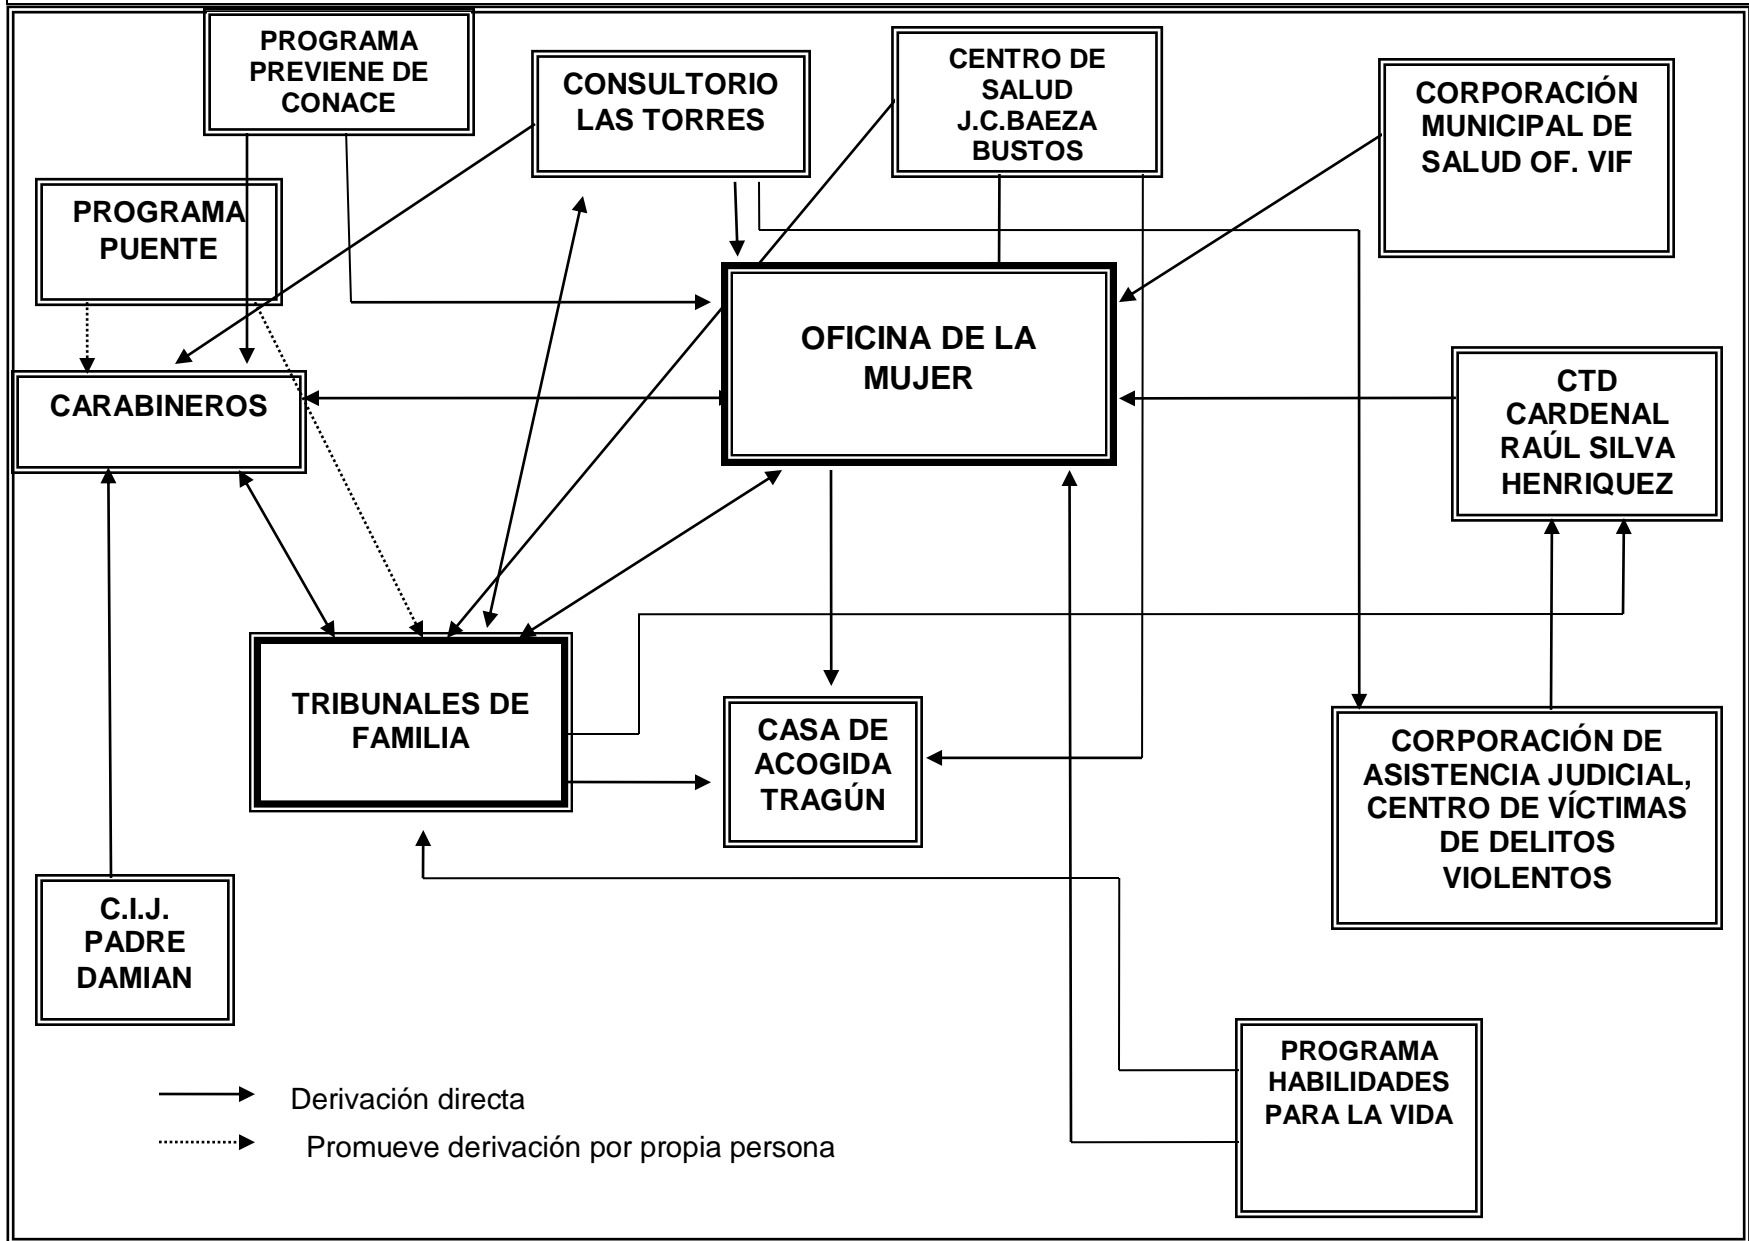 PROGRAMA
PREVIENE DE
CONACE
CONSULTORIO
LAS TORRES
CENTRO DE
SALUD
J.C.BAEZA
BUSTOS
CORPORACIÓN
MUNICIPAL DE
SALUD OF. VIF
PROGRAMA
PUENTE
OFICINA DE LA
MUJER
CARABINEROS
CTD
CARDENAL
RAÚL SILVA
HENRIQUEZ
TRIBUNALES DE
FAMILIA
CASA DE
ACOGIDA
TRAGÚN
CORPORACIÓN DE
ASISTENCIA JUDICIAL,
CENTRO DE VÍCTIMAS
DE DELITOS
VIOLENTOS
C.I.J.
PADRE
DAMIAN
PROGRAMA
HABILIDADES
PARA LA VIDA
Derivación directa
Promueve derivación por propia persona